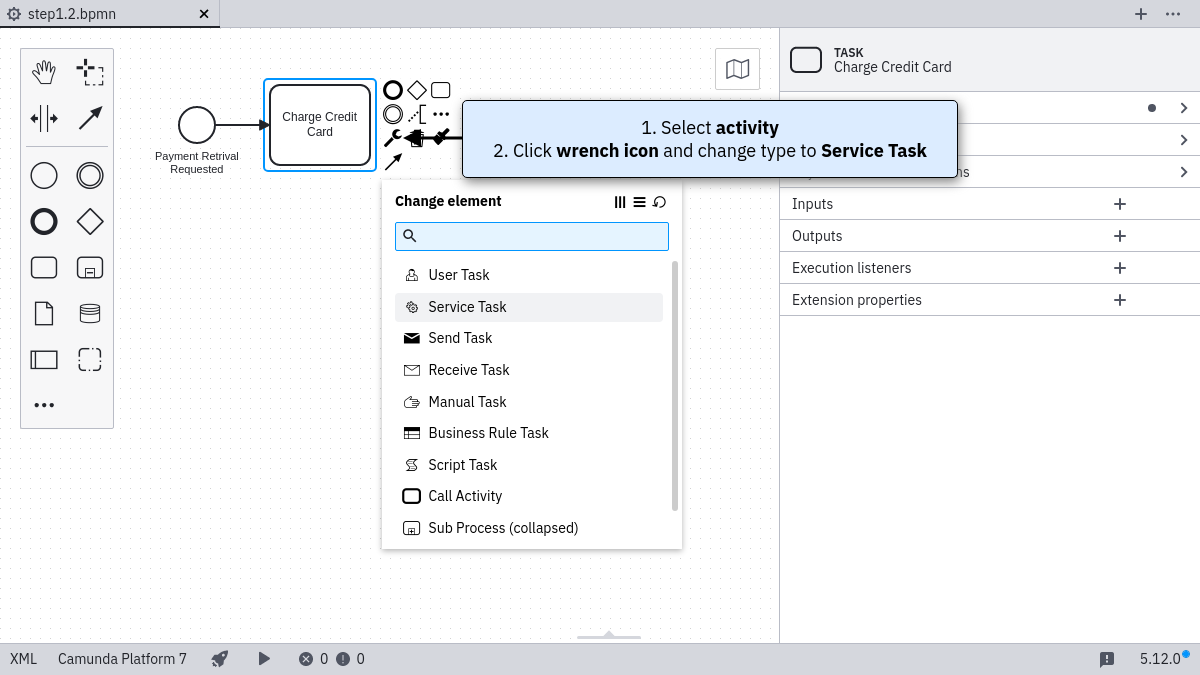 step1.2.bpmn
TASK
Charge Credit Card
Charge Credit
Card
Payment Retrival
Requested
1. Select activity
2. Click wrench icon and change type to Service Task
Inputs
Outputs
Execution listeners
Extension properties
Change element
User Task
Service Task
Send Task
Receive Task
Manual Task
Business Rule Task
Script Task
Call Activity
Sub Process (collapsed)
XML Camunda Platform 7 0 0 5.12.0